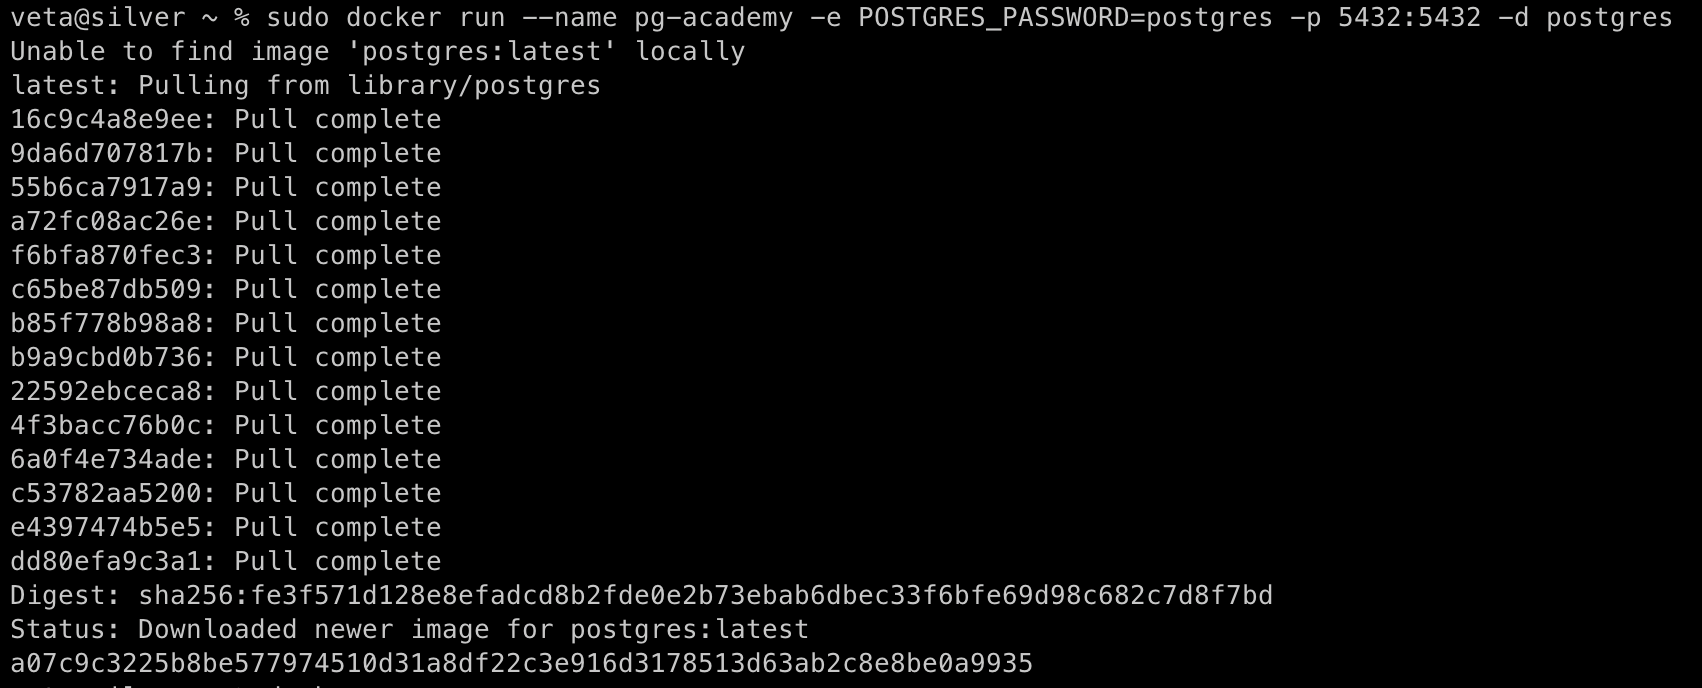 veta@silver ~ % sudo docker run --name pg-academy -e POSTGRES_PASSWORD=postgres -p 5432:5432 -d postgres
Unable to find image 'postgres:latest' locally
latest: Pulling from library/postgres
16c9c4a8e9ee: Pull complete
9da6d707817b: Pull complete
55b6ca7917a9: Pull complete
a72fc08ac26e: Pull complete
f6bfa870fec3: Pull complete
c65be87db509: Pull complete
b85f778b98a8: Pull complete
b9a9cbd0b736: Pull complete
22592ebceca8: Pull complete
4f3bacc76b0c: Pull complete
6a0f4e734ade: Pull complete
c53782aa5200: Pull complete
e4397474b5e5: Pull complete
dd80efa9c3a1: Pull complete
Digest: sha256:fe3f571d128e8efadcd8b2fde0e2b73ebab6dbec33f6bfe69d98c682c7d8f7bd
Status: Downloaded newer image for postgres:latest
a07c9c3225b8be577974510d31a8df22c3e916d3178513d63ab2c8e8be0a9935